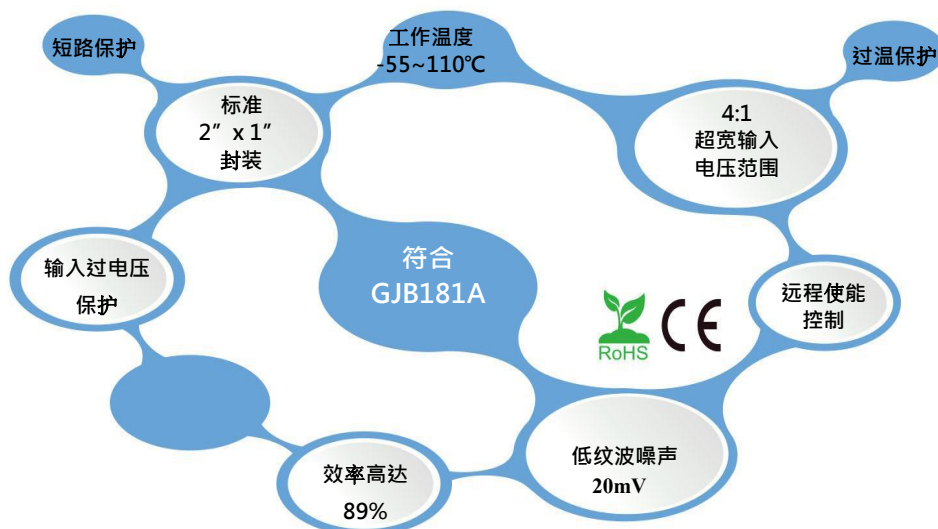 短路保护
工作温度
-55~110℃
过温保护
标准
2” x 1”
封装
4:1
超宽输入
电压范围
符合
GJB181A
输入过电压
保护
远程使能
控制
RoHS
CE
低纹波噪声
20mV
效率高达
89%